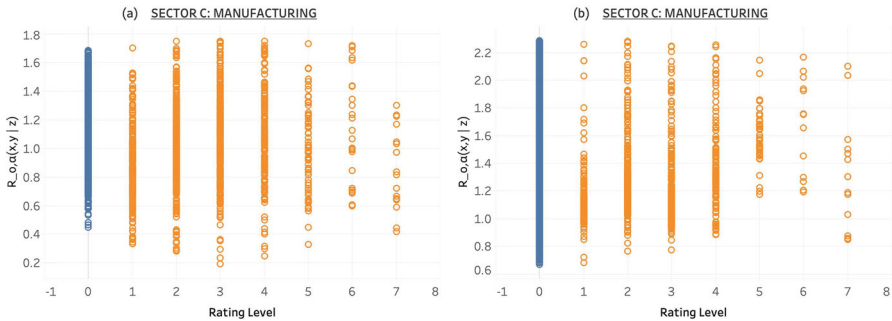 (a) SECTOR C: MANUFACTURING
1.8
1.6
1.4
1.2
1.0
0.8
0.6
0.4
0.2
R_o,α(x,y | z)
-1 0 1 2 3 4 5 6 7 8
Rating Level
(b) SECTOR C: MANUFACTURING
2.2
2.0
1.8
1.6
1.4
1.2
1.0
0.8
0.6
R_o,α(x,y | z)
-1 0 1 2 3 4 5 6 7 8
Rating Level